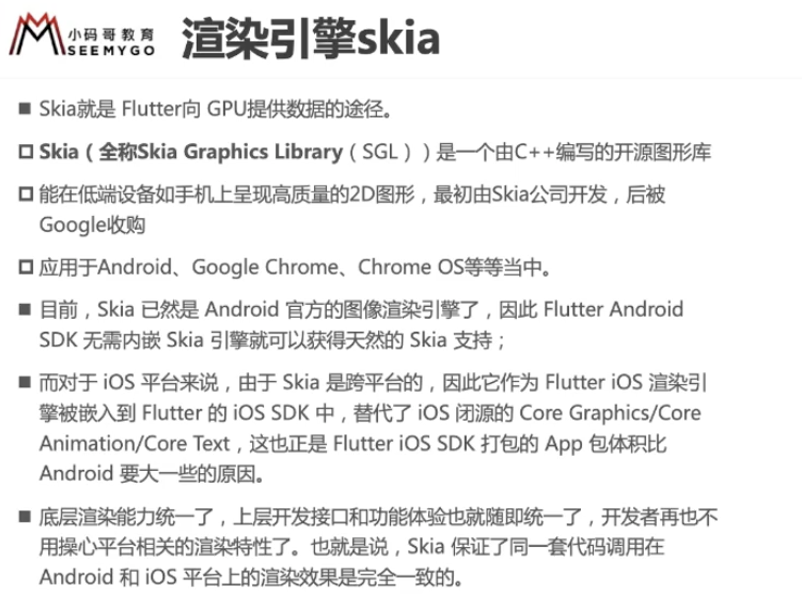 小码哥教育
SEEMYGO
渲染引擎skia
■ Skia就是 Flutter向 GPU提供数据的途径。
□ Skia（全称Skia Graphics Library（SGL））是一个由C++编写的开源图形库
□ 能在低端设备如手机上呈现高质量的2D图形，最初由Skia公司开发，后被
Google收购
□ 应用于Android、Google Chrome、Chrome OS等等当中。
■ 目前，Skia 已然是 Android 官方的图像渲染引擎了，因此 Flutter Android
SDK 无需内嵌 Skia 引擎就可以获得天然的 Skia 支持；
■ 而对于 iOS 平台来说，由于 Skia 是跨平台的，因此它作为 Flutter iOS 渲染引
擎被嵌入到 Flutter 的 iOS SDK 中，替代了 iOS 闭源的 Core Graphics/Core
Animation/Core Text，这也正是 Flutter iOS SDK 打包的 App 包体积比
Android 要大一些的原因。
■ 底层渲染能力统一了，上层开发接口和功能体验也就随即统一了，开发者再也不
用操心平台相关的渲染特性了。也就是说，Skia 保证了同一套代码调用在
Android 和 iOS 平台上的渲染效果是完全一致的。